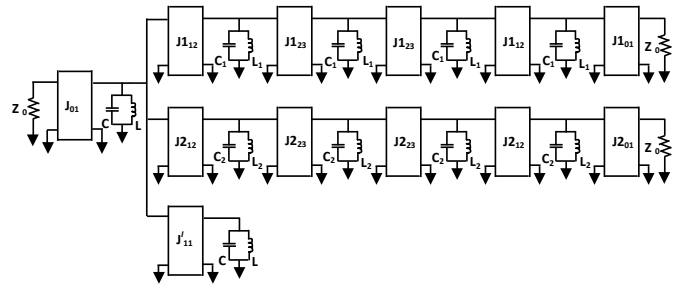 J1₁₂ J1₂₃ J1₂₃ J1₁₂ J1₀₁
C₁ L₁ C₁ L₁ C₁ L₁ C₁ L₁ Z₀
Z₀ J₀₁ C L
J2₁₂ J2₂₃ J2₂₃ J2₁₂ J2₀₁
C₂ L₂ C₂ L₂ C₂ L₂ C₂ L₂ Z₀
J'₁₁ C L